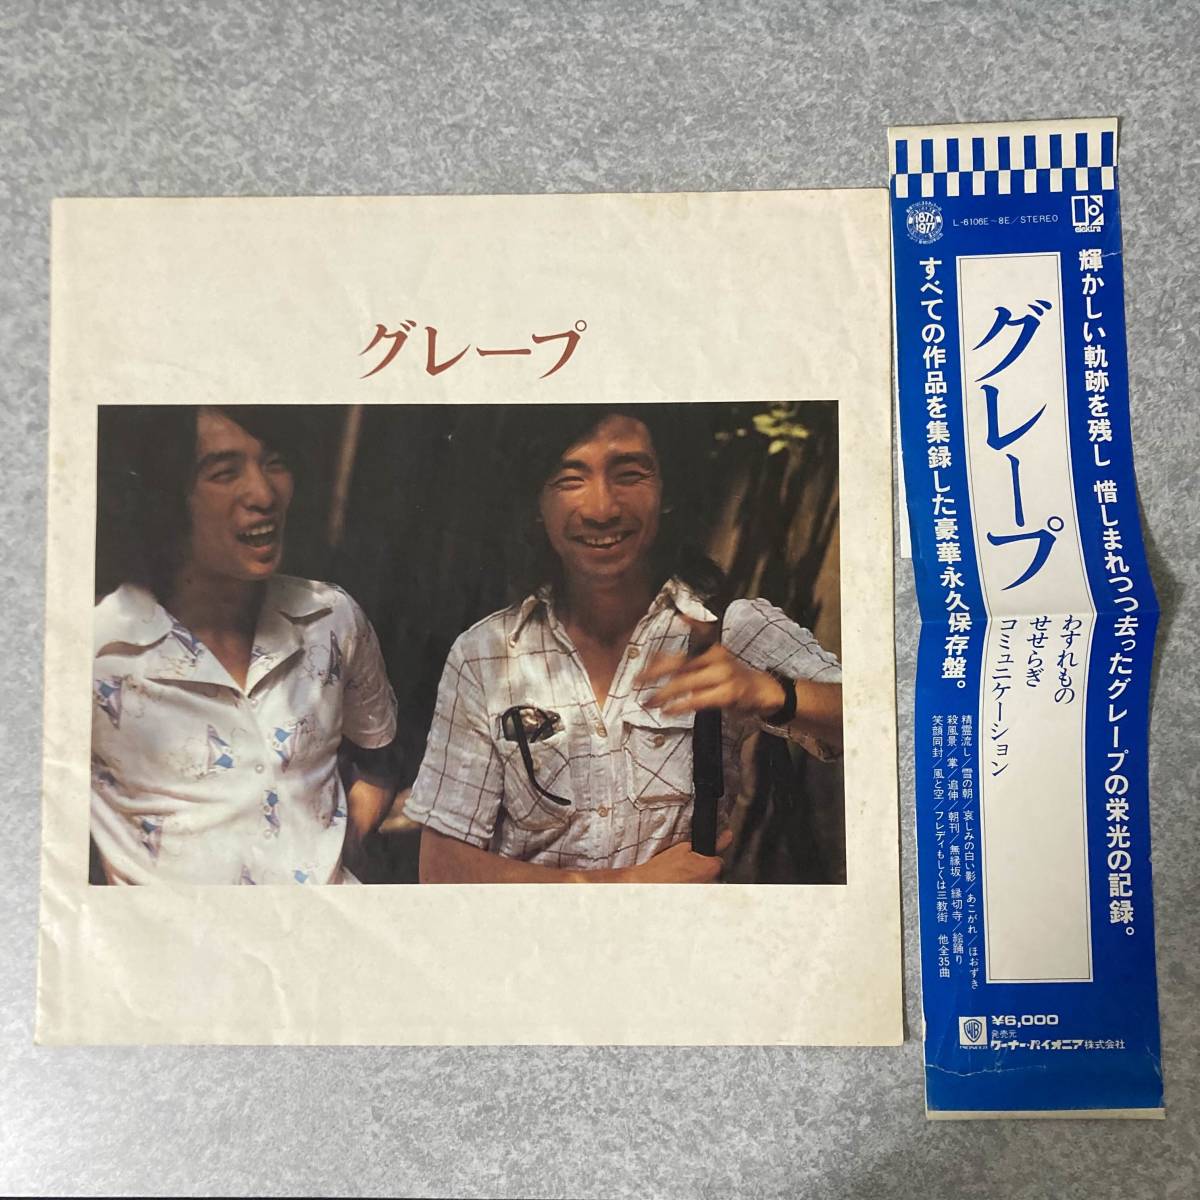 グレープ
1877
1977
L-6106E～8E/STEREO
elektra
輝かしい軌跡を残し 惜しまれつつ去ったグレープの栄光の記録。
すべての作品を集録した豪華永久保存盤。
グレープ
わすれもの
せせらぎ
コミュニケーション
精霊流し/雪の朝/哀しみの白い影/あこがれ/ほおずき
殺風景/掌/追伸/朝刊/無縁坂/縁切寺/絵踊り
笑顔同封/風と空/フレディもしくは三教街 他全35曲
¥6,000
発売元
ワーナー・パイオニア株式会社